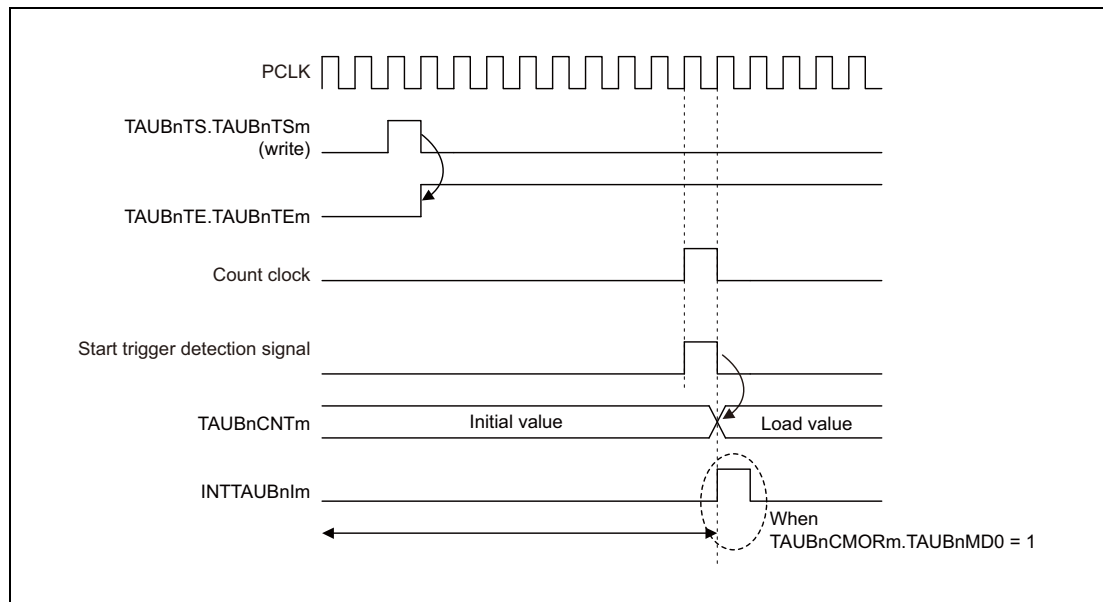 PCLK
TAUBnTS.TAUBnTSm
(write)
TAUBnTE.TAUBnTEm
Count clock
Start trigger detection signal
TAUBnCNTm
Initial value
Load value
INTTAUBnIm
When
TAUBnCMORm.TAUBnMD0 = 1